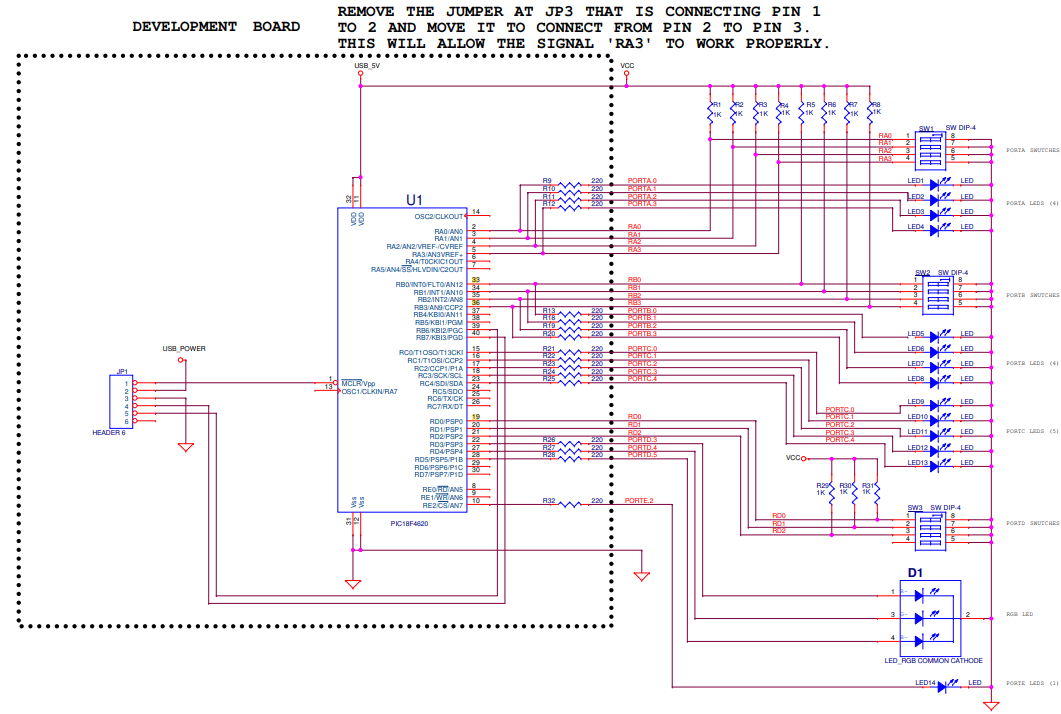 DEVELOPMENT BOARD
REMOVE THE JUMPER AT JP3 THAT IS CONNECTING PIN 1
TO 2 AND MOVE IT TO CONNECT FROM PIN 2 TO PIN 3.
THIS WILL ALLOW THE SIGNAL 'RA3' TO WORK PROPERLY.
USB_5V
VCC
R1 R2 R3 R4 R5 R6 R7 R8
1K 1K 1K 1K 1K 1K 1K 1K
SW1 SW DIP-4
RA0 1 8
RA1 2 7
RA2 3 6
RA3 4 5
PORTA SWUTCHES
R9 220 PORTA.0 LED1 LED
R10 220 PORTA.1 LED2 LED
R11 220 PORTA.2 LED3 LED
R12 220 PORTA.3 LED4 LED
PORTA LEDS (4)
32 11
VDD VDD
U1
OSC2/CLKOUT 14
RA0/AN0 2 RA0
RA1/AN1 3 RA1
RA2/AN2/VREF-/CVREF 4 RA2
RA3/AN3VREF+ 5 RA3
RA4/T0CKIC1OUT 6
RA5/AN4/SS/HLVDIN/C2OUT 7
SW2 SW DIP-4
RB0/INT0/FLT0/AN12 33 RB0 1 8
RB1/INT1/AN10 34 RB1 2 7
RB2/INT2/AN8 35 RB2 3 6
RB3/AN9/CCP2 36 RB3 4 5
PORTB SWUTCHES
RB4/KBI0/AN11 37 R13 220 PORTB.0
RB5/KBI1/PGM 38 R18 220 PORTB.1
RB6/KBI2/PGC 39 R19 220 PORTB.2
RB7/KBI3/PGD 40 R20 220 PORTB.3
LED5 LED
LED6 LED
LED7 LED
LED8 LED
PORTB LEDS (4)
RC0/T1OSO/T13CKI 15 R21 220 PORTC.0
RC1/T1OSI/CCP2 16 R22 220 PORTC.1
RC2/CCP1/P1A 17 R23 220 PORTC.2
RC3/SCK/SCL 18 R24 220 PORTC.3
RC4/SDI/SDA 23 R25 220 PORTC.4
RC5/SDO 24
RC6/TX/CK 25
RC7/RX/DT 26
USB_POWER
JP1
1
2
3
4
5
6
HEADER 6
1 MCLR/Vpp
13 OSC1/CLKIN/RA7
LED9 LED
PORTC.0
PORTC.1 LED10 LED
PORTC.2
PORTC.3 LED11 LED
PORTC.4
LED12 LED
LED13 LED
PORTC LEDS (5)
RD0/PSP0 19 RD0
RD1/PSP1 20 RD1
RD2/PSP2 21 RD2
RD3/PSP3 22 R26 220 PORTD.3
RD4/PSP4 27 R27 220 PORTD.4
RD5/PSP5/P1B 28 R28 220 PORTD.5
RD6/PSP6/P1C 29
RD7/PSP7/P1D 30
VCC
R29 R30 R31
1K 1K 1K
RE0/RD/AN5 8
RE1/WR/AN6 9
RE2/CS/AN7 10 R32 220 PORTE.2
Vss Vss
31 12
PIC18F4620
SW3 SW DIP-4
RD0 1 8
RD1 2 7
RD2 3 6
4 5
PORTD SWUTCHES
D1
1
3 2
4
RGB LED
LED_RGB COMMON CATHODE
LED14 LED
PORTE LEDS (1)